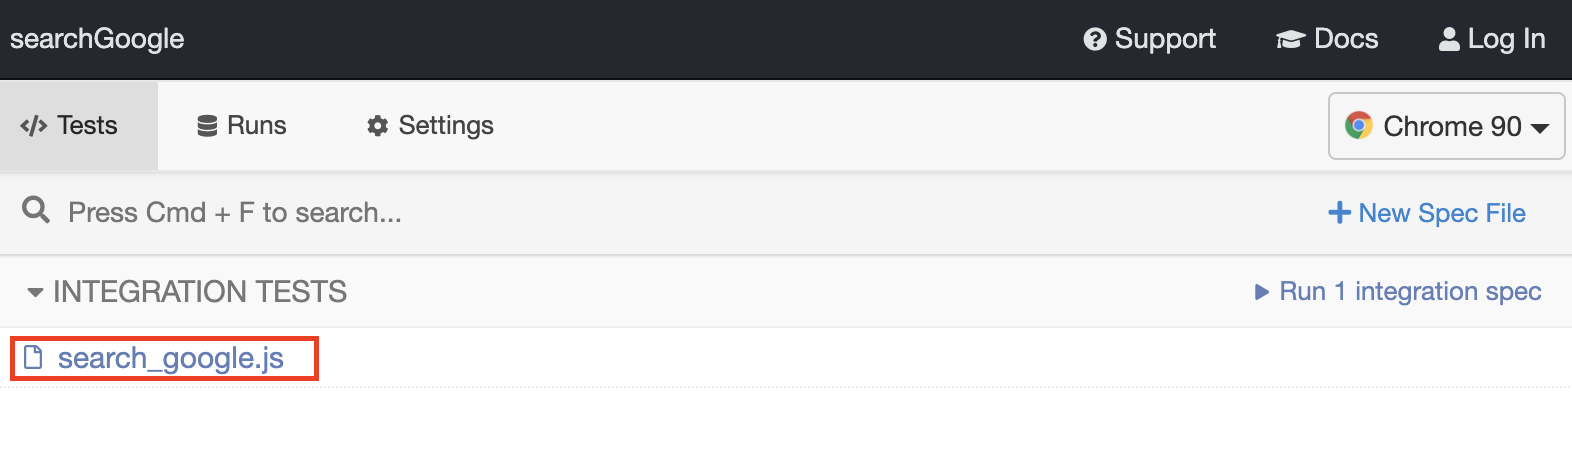 searchGoogle Support Docs Log In
Tests Runs Settings Chrome 90
Press Cmd + F to search... New Spec File
INTEGRATION TESTS Run 1 integration spec
search_google.js